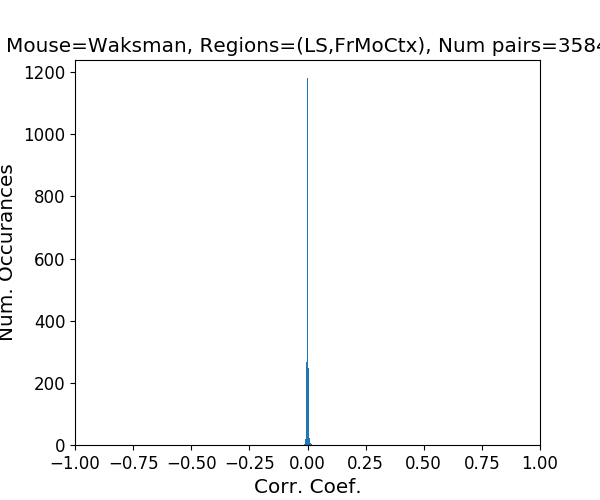 Mouse=Waksman, Regions=(LS,FrMoCtx), Num pairs=3584
1200
1000
800
600
400
200
0
Num. Occurances
−1.00 −0.75 −0.50 −0.25 0.00 0.25 0.50 0.75 1.00
Corr. Coef.